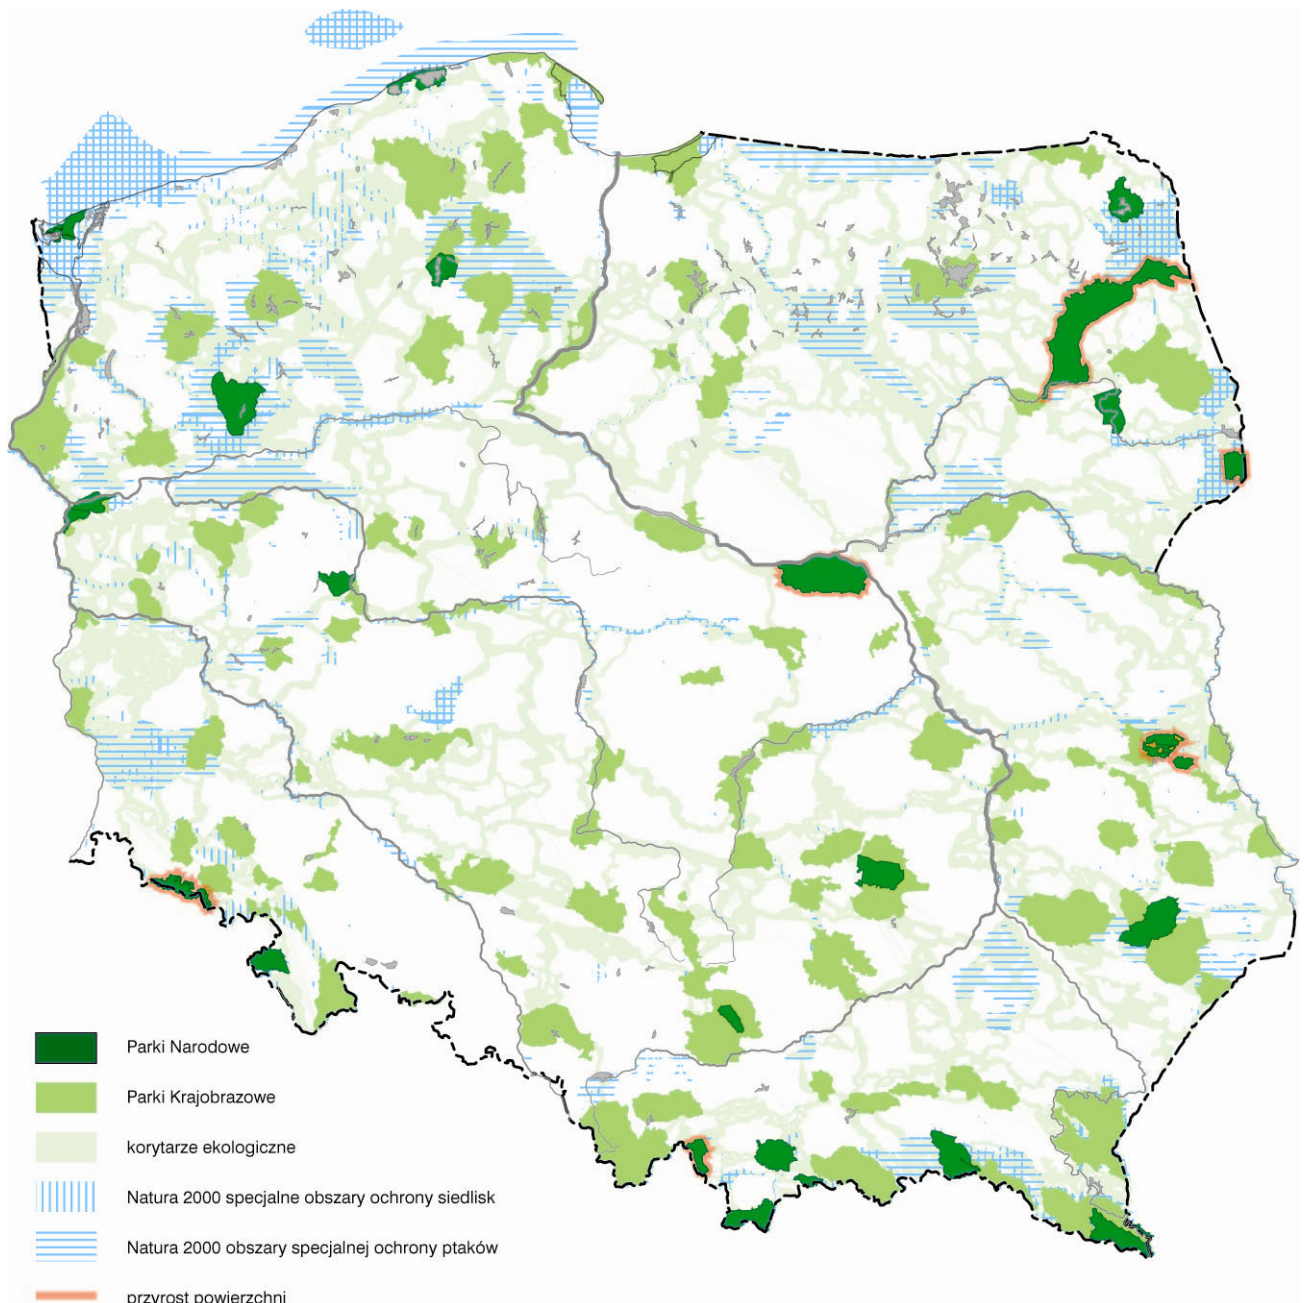 Parki Narodowe
Parki Krajobrazowe
korytarze ekologiczne
Natura 2000 specjalne obszary ochrony siedlisk
Natura 2000 obszary specjalnej ochrony ptaków
przyrost powierzchni